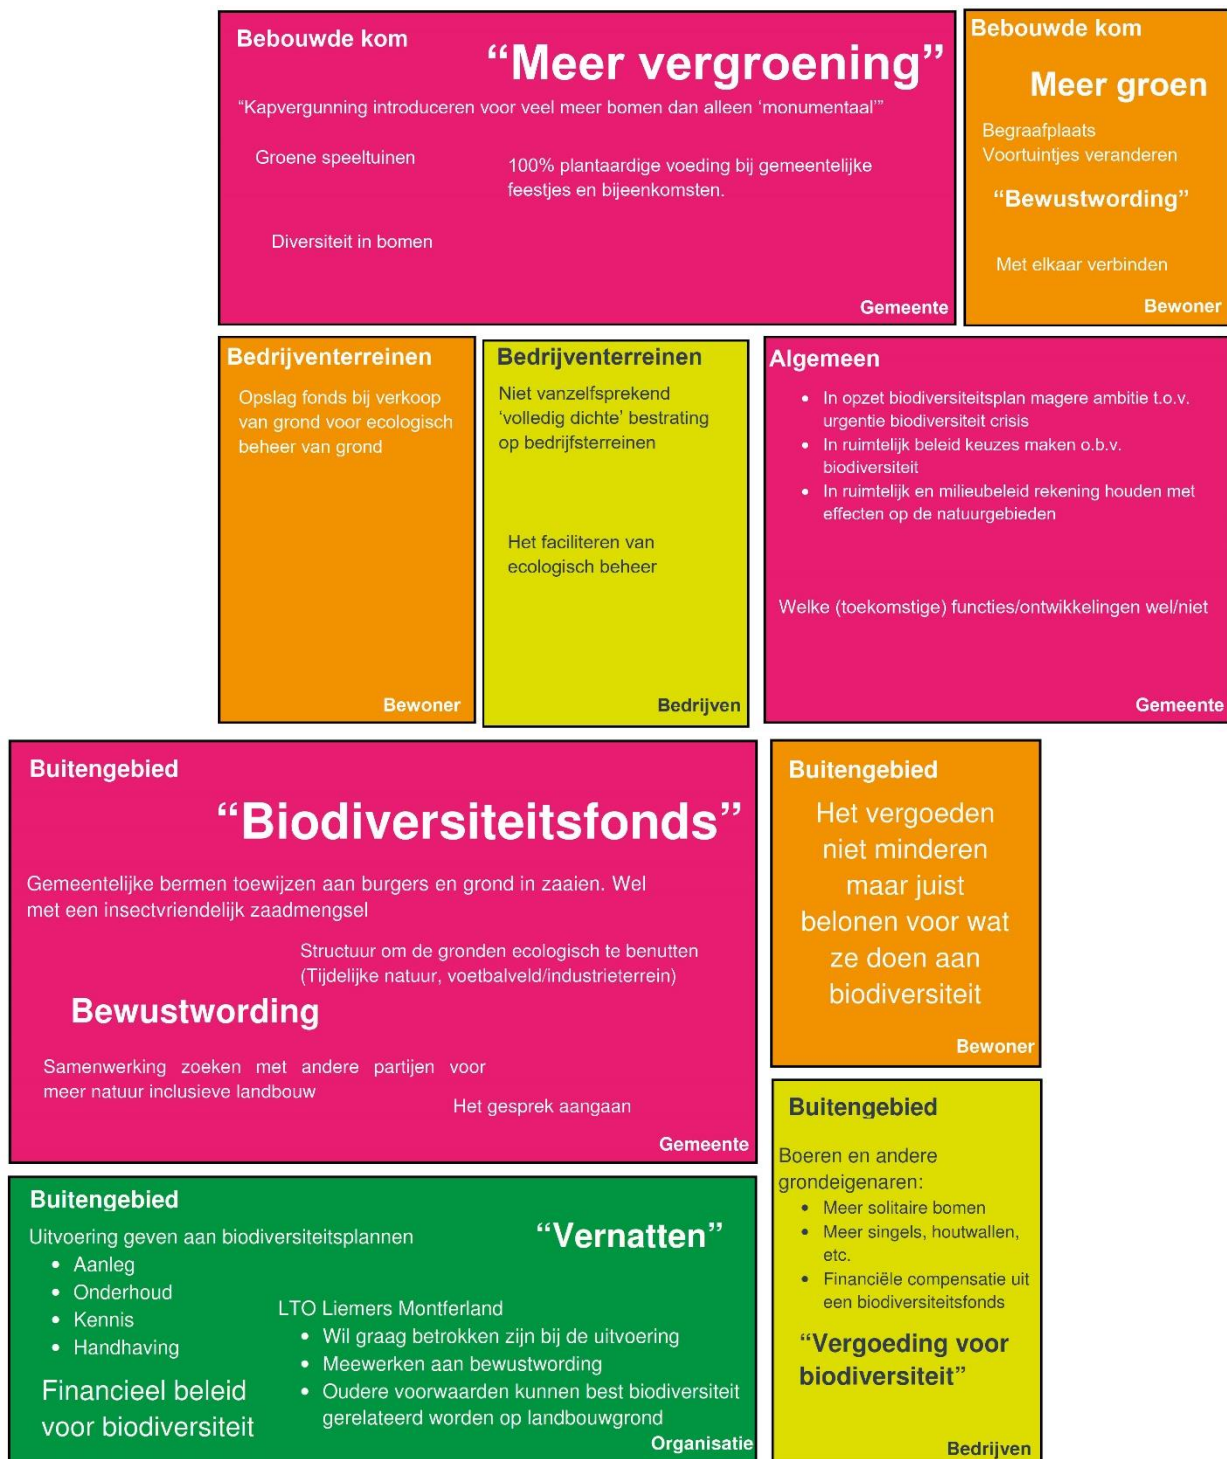 Bebouwde kom
“Meer vergroening”
“Kapvergunning introduceren voor veel meer bomen dan alleen ‘monumentaal’”
Groene speeltuinen
100% plantaardige voeding bij gemeentelijke
feestjes en bijeenkomsten.
Diversiteit in bomen
Gemeente
Bebouwde kom
Meer groen
Begraafplaats
Voortuintjes veranderen
“Bewustwording”
Met elkaar verbinden
Bewoner
Bedrijventerreinen
Opslag fonds bij verkoop
van grond voor ecologisch
beheer van grond
Bewoner
Bedrijventerreinen
Niet vanzelfsprekend
‘volledig dichte’ bestrating
op bedrijfsterreinen
Het faciliteren van
ecologisch beheer
Bedrijven
Algemeen
• In opzet biodiversiteitsplan magere ambitie t.o.v.
urgentie biodiversiteit crisis
• In ruimtelijk beleid keuzes maken o.b.v.
biodiversiteit
• In ruimtelijk en milieubeleid rekening houden met
effecten op de natuurgebieden
Welke (toekomstige) functies/ontwikkelingen wel/niet
Gemeente
Buitengebied
“Biodiversiteitsfonds”
Gemeentelijke bermen toewijzen aan burgers en grond in zaaien. Wel
met een insectvriendelijk zaadmengsel
Structuur om de gronden ecologisch te benutten
(Tijdelijke natuur, voetbalveld/industrieterrein)
Bewustwording
Samenwerking zoeken met andere partijen voor
meer natuur inclusieve landbouw
Het gesprek aangaan
Gemeente
Buitengebied
Het vergoeden
niet minderen
maar juist
belonen voor wat
ze doen aan
biodiversiteit
Bewoner
Buitengebied
Boeren en andere
grondeigenaren:
• Meer solitaire bomen
• Meer singels, houtwallen,
etc.
• Financiële compensatie uit
een biodiversiteitsfonds
“Vergoeding voor
biodiversiteit”
Bedrijven
Buitengebied
“Vernatten”
Uitvoering geven aan biodiversiteitsplannen
• Aanleg
• Onderhoud
• Kennis
• Handhaving
Financieel beleid
voor biodiversiteit
LTO Liemers Montferland
• Wil graag betrokken zijn bij de uitvoering
• Meewerken aan bewustwording
• Oudere voorwaarden kunnen best biodiversiteit
gerelateerd worden op landbouwgrond
Organisatie